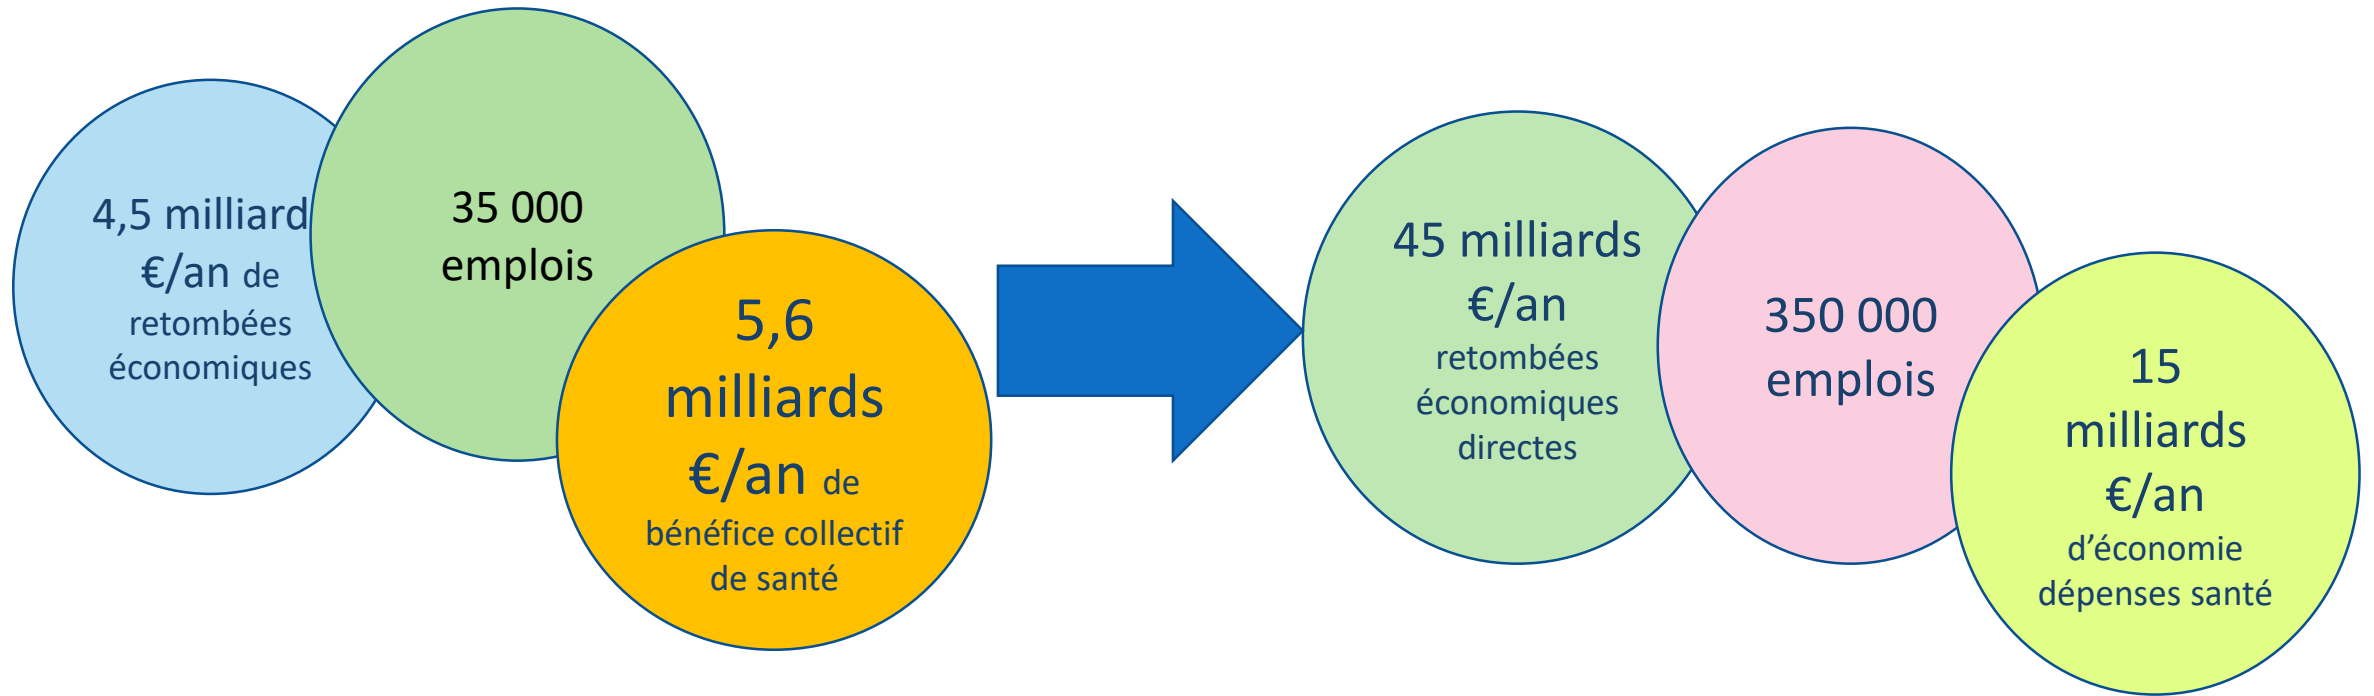 4,5 milliard
€/an de
retombées
économiques
35 000
emplois
5,6
milliards
€/an de
bénéfice collectif
de santé
45 milliards
€/an
retombées
économiques
directes
350 000
emplois
15
milliards
€/an
d’économie
dépenses santé